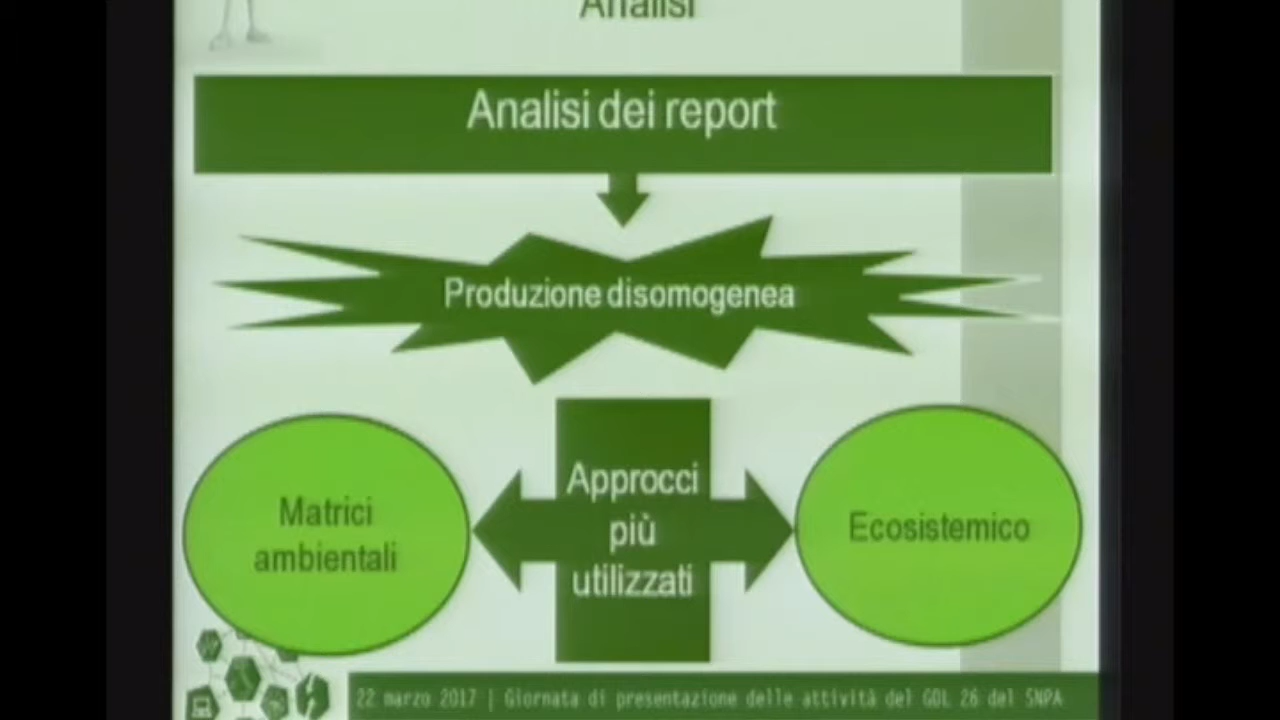 Analisi
Analisi dei report
Produzione disomogenea
Matrici
ambientali
Approcci
più
utilizzati
Ecosistemico
22 marzo 2017 | Giornata di presentazione delle attività del GDL 26 del SNPA